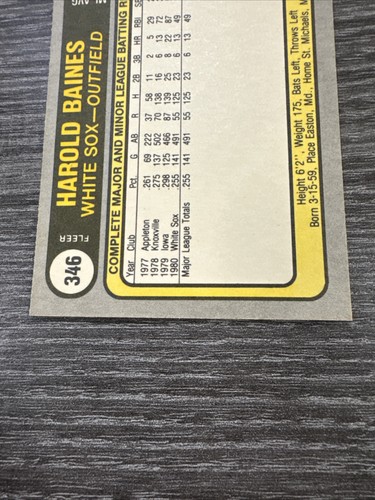 346 FLEER
HAROLD BAINES
WHITE SOX—OUTFIELD
ML AVG
COMPLETE MAJOR AND MINOR LEAGUE BATTING
Year Club Pct. G AB R H 2B 3B HR RBI
1977 Appleton .261 69 222 37 58 11 2 5 29
1978 Knoxville .275 137 502 70 138 16 6 13 72
1979 Iowa .298 125 466 87 139 25 8 22 87
1980 White Sox .255 141 491 55 125 23 6 13 49
Major League Totals .255 141 491 55 125 23 6 13 49
Height 6'2", Weight 175, Bats Left, Throws Left
Born 3-15-59, Place Easton, Md., Home St. Michaels,